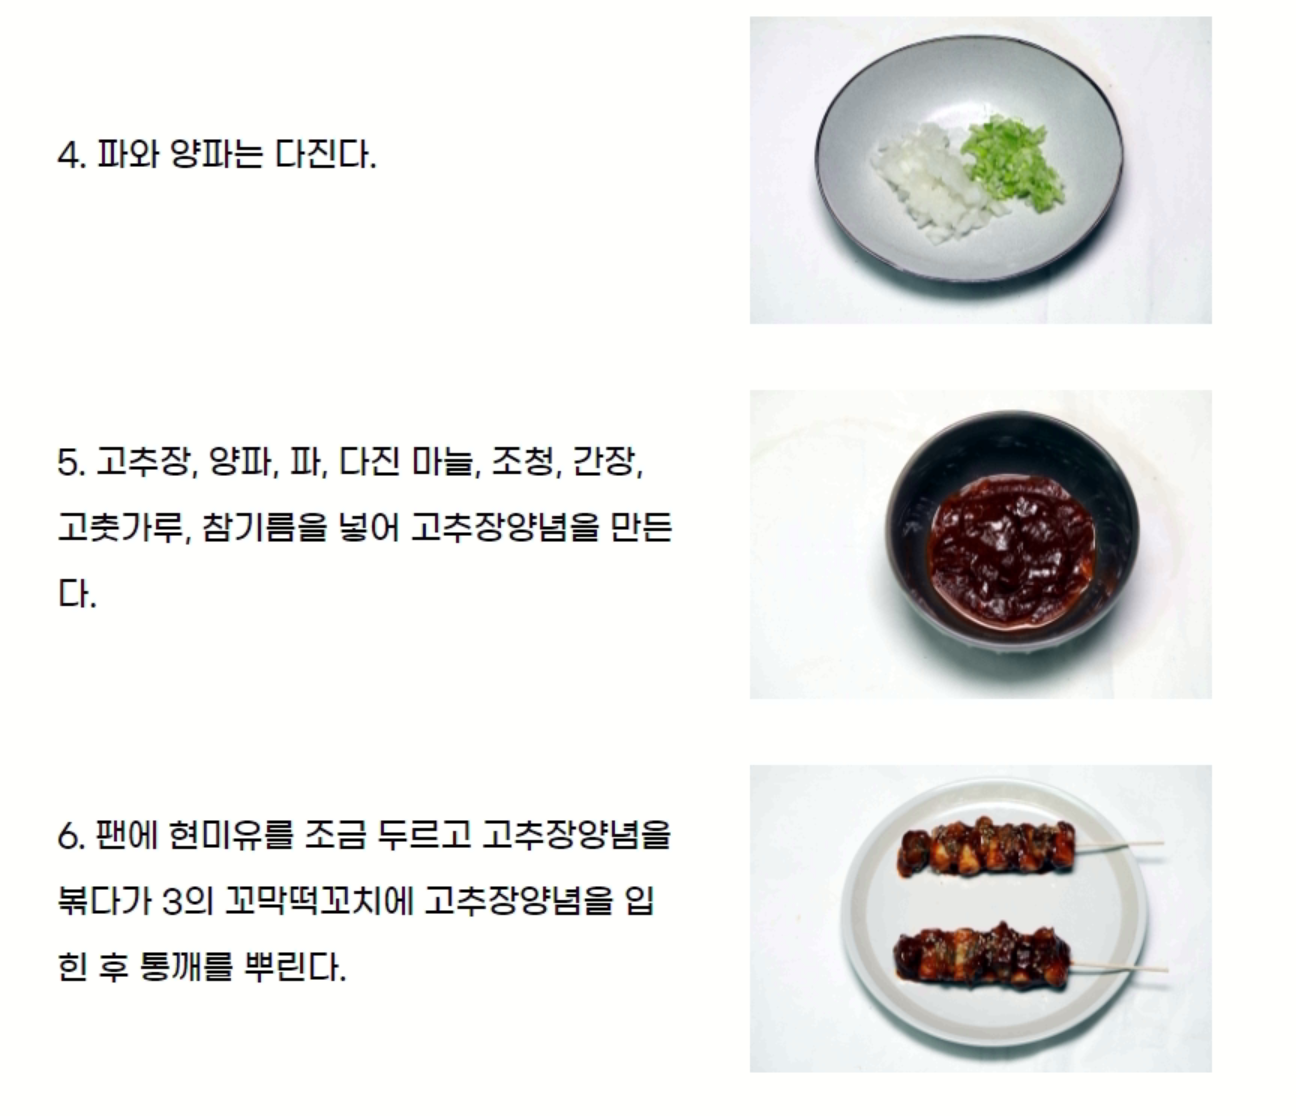 4. 파와 양파는 다진다.
5. 고추장, 양파, 파, 다진 마늘, 조청, 간장,
고춧가루, 참기름을 넣어 고추장양념을 만든
다.
6. 팬에 현미유를 조금 두르고 고추장양념을
볶다가 3의 꼬막떡꼬치에 고추장양념을 입
힌 후 통깨를 뿌린다.